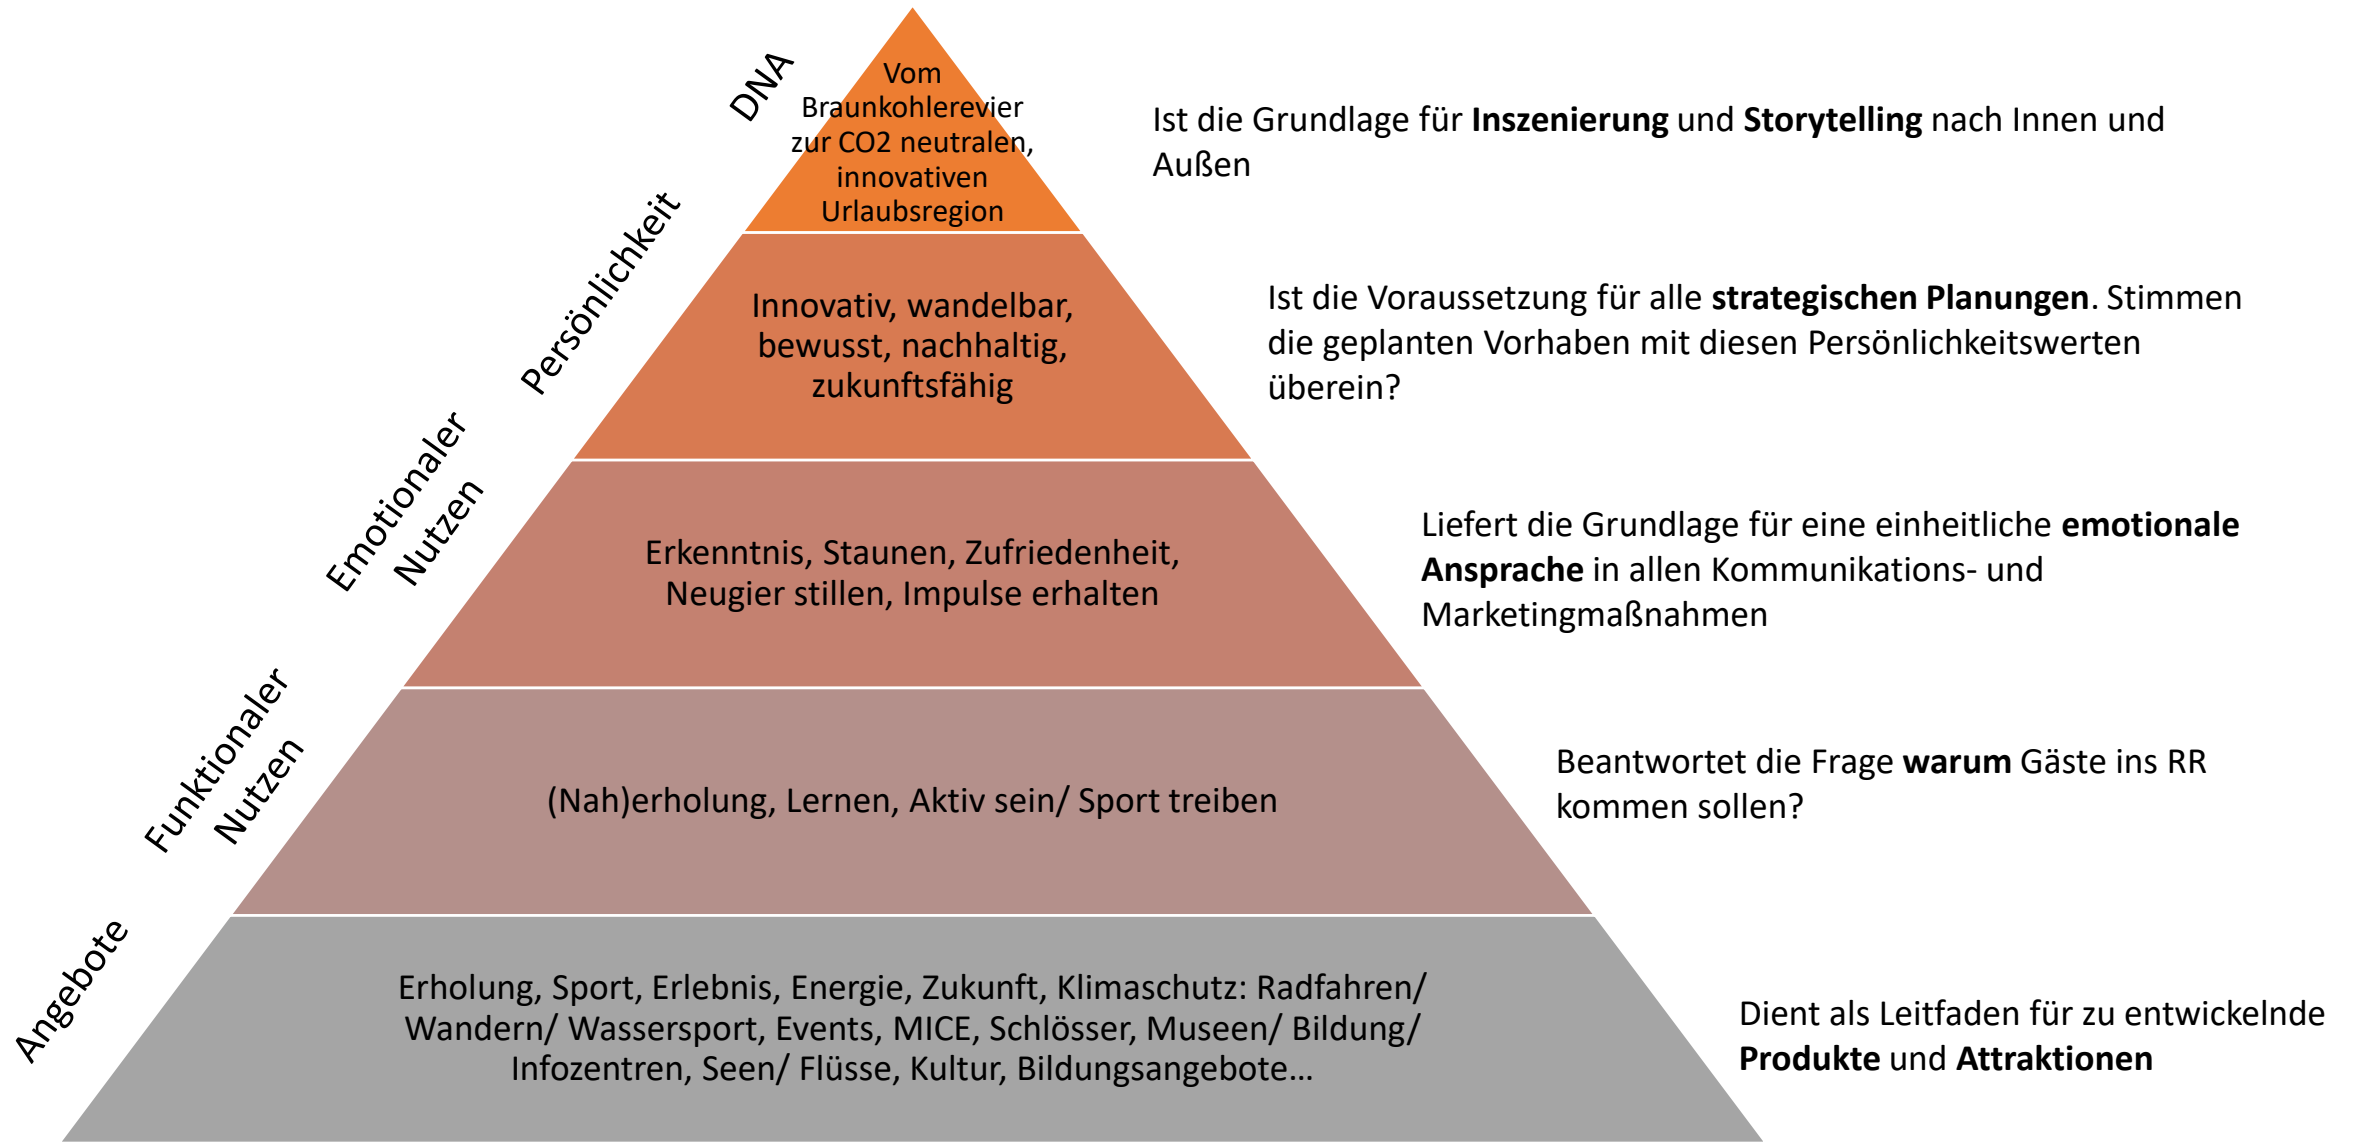 DNA
Vom
Braunkohlerevier
zur CO2 neutralen,
innovativen
Urlaubsregion
Ist die Grundlage für Inszenierung und Storytelling nach Innen und
Außen
Persönlichkeit
Innovativ, wandelbar,
bewusst, nachhaltig,
zukunftsfähig
Ist die Voraussetzung für alle strategischen Planungen. Stimmen
die geplanten Vorhaben mit diesen Persönlichkeitswerten
überein?
Emotionaler
Nutzen
Erkenntnis, Staunen, Zufriedenheit,
Neugier stillen, Impulse erhalten
Liefert die Grundlage für eine einheitliche emotionale
Ansprache in allen Kommunikations- und
Marketingmaßnahmen
Funktionaler
Nutzen
(Nah)erholung, Lernen, Aktiv sein/ Sport treiben
Beantwortet die Frage warum Gäste ins RR
kommen sollen?
Angebote
Erholung, Sport, Erlebnis, Energie, Zukunft, Klimaschutz: Radfahren/
Wandern/ Wassersport, Events, MICE, Schlösser, Museen/ Bildung/
Infozentren, Seen/ Flüsse, Kultur, Bildungsangebote…
Dient als Leitfaden für zu entwickelnde
Produkte und Attraktionen